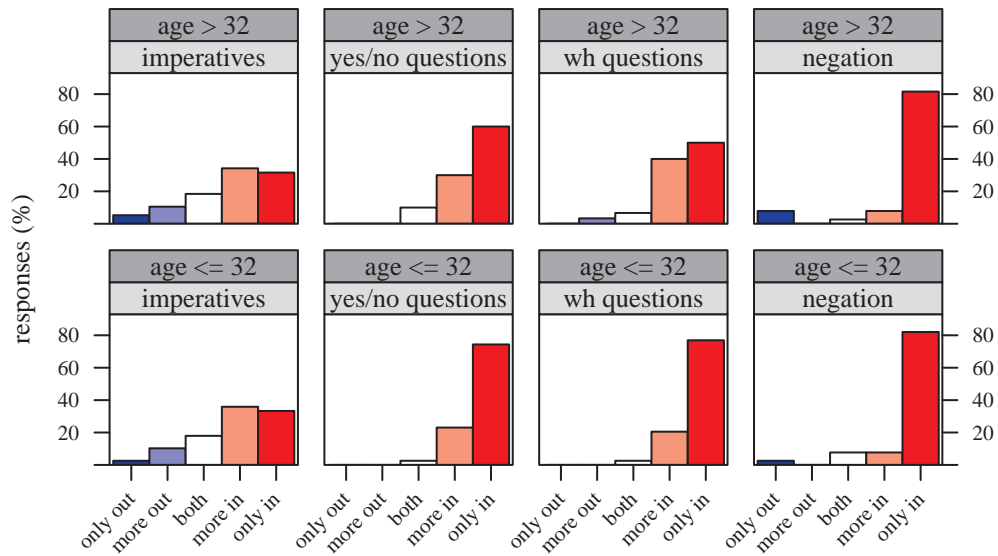 age > 32 age > 32 age > 32 age > 32
imperatives yes/no questions wh questions negation
80 80
60 60
40 40
20 20
responses (%)
age <= 32 age <= 32 age <= 32 age <= 32
imperatives yes/no questions wh questions negation
80 80
60 60
40 40
20 20
only out more out both more in only in only out more out both more in only in only out more out both more in only in only out more out both more in only in